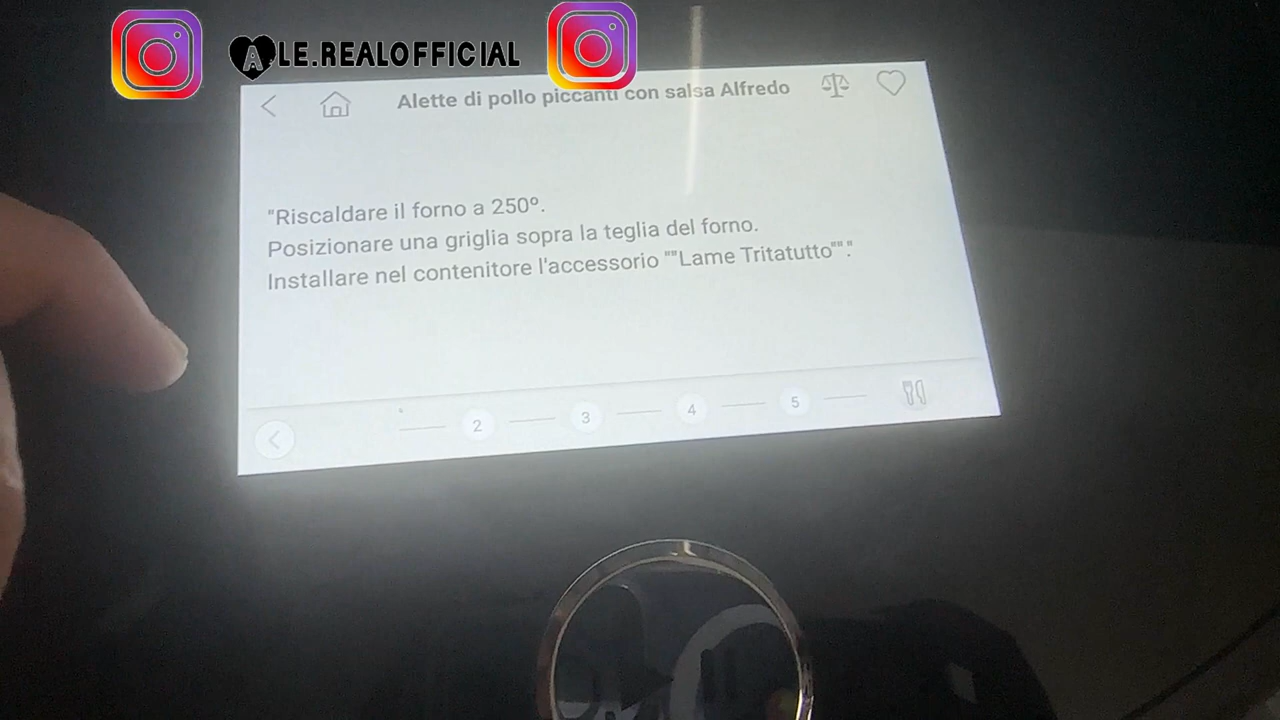 ALE.REALOFFICIAL
Alette di pollo piccanti con salsa Alfredo
"Riscaldare il forno a 250º.
Posizionare una griglia sopra la teglia del forno.
Installare nel contenitore l'accessorio ""Lame Tritatutto"".
2 3 4 5